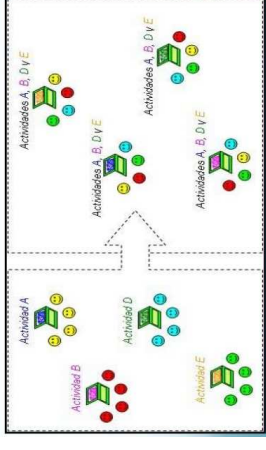 Actividad A
Actividad B
Actividad D
Actividad E
Actividades A, B, D y E
Actividades A, B, D y E
Actividades A, B, D y E
Actividades A, B, D y E